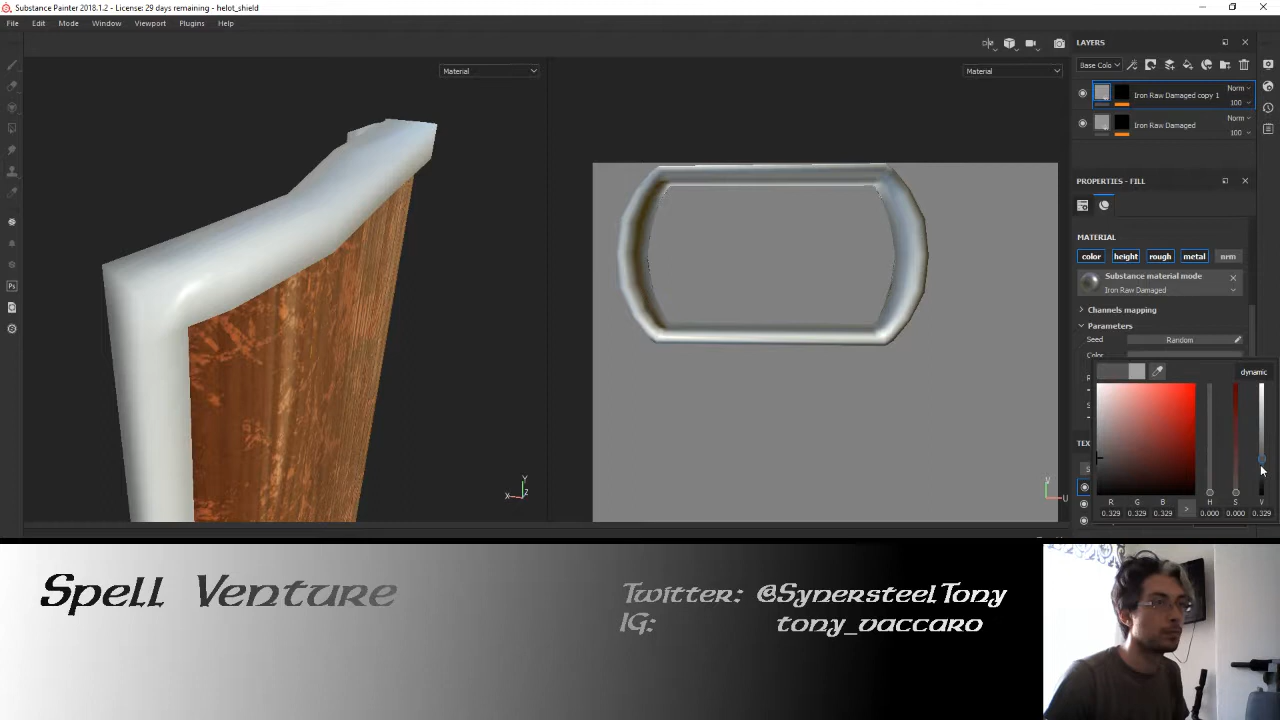 Substance Painter 2018.1.2 - License: 29 days remaining - helot_shield
File Edit Mode Window Viewport Plugins Help
Material
Material
LAYERS
Base Colo
Iron Raw Damaged copy 1
Norm
100
Iron Raw Damaged
Norm
100
PROPERTIES - FILL
MATERIAL
color height rough metal nrm
Substance material mode
Iron Raw Damaged
Channels mapping
Parameters
Seed Random
Color
dynamic
R G B H S V
0.329 0.329 0.329 > 0.000 0.000 0.329
Y
X Z
V
U
Ps
Spell Venture
Twitter: @SynersteelTony
IG: tony_vaccaro